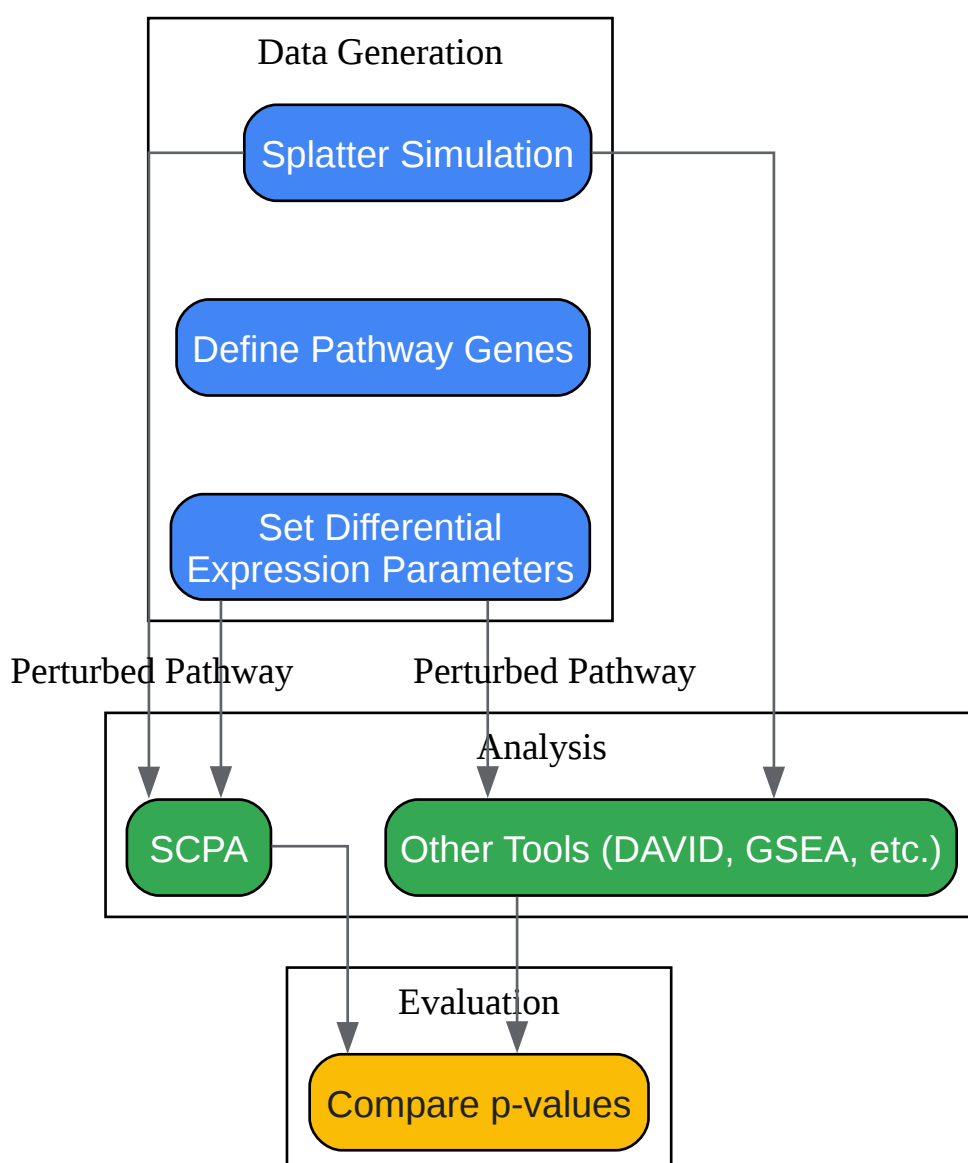 Data Generation
Splatter Simulation
Define Pathway Genes
Set Differential
Expression Parameters
Perturbed Pathway
Perturbed Pathway
Analysis
SCPA
Other Tools (DAVID, GSEA, etc.)
Evaluation
Compare p-values